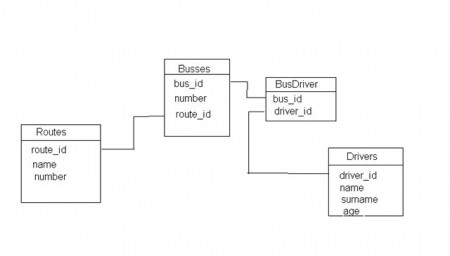 Busses
bus_id
number
route_id
BusDriver
bus_id
driver_id
Routes
route_id
name
number
Drivers
driver_id
name
surname
age